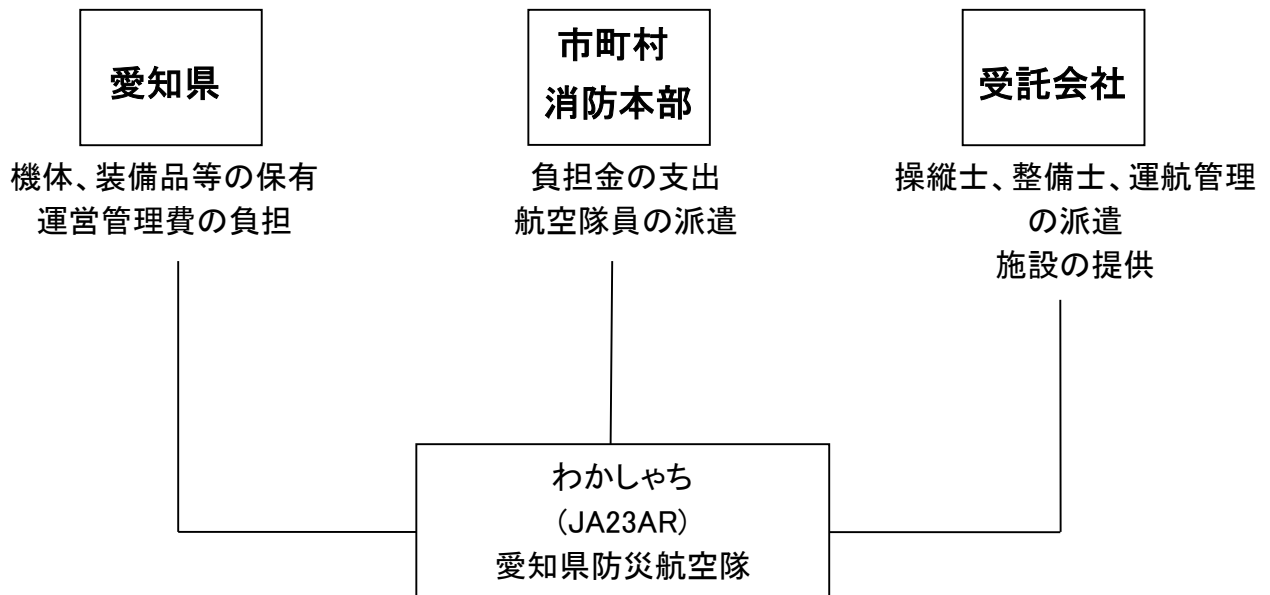 愛知県
機体、装備品等の保有
運営管理費の負担
市町村
消防本部
負担金の支出
航空隊員の派遣
受託会社
操縦士、整備士、運航管理
の派遣
施設の提供
わかしゃち
(JA23AR)
愛知県防災航空隊